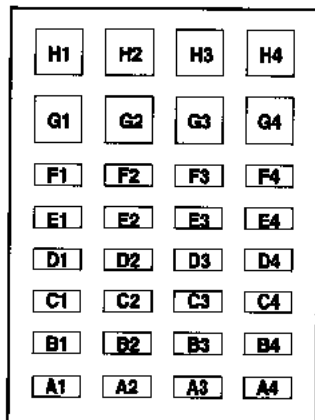 H1 H2 H3 H4
G1 G2 G3 G4
F1 F2 F3 F4
E1 E2 E3 E4
D1 D2 D3 D4
C1 C2 C3 C4
B1 B2 B3 B4
A1 A2 A3 A4